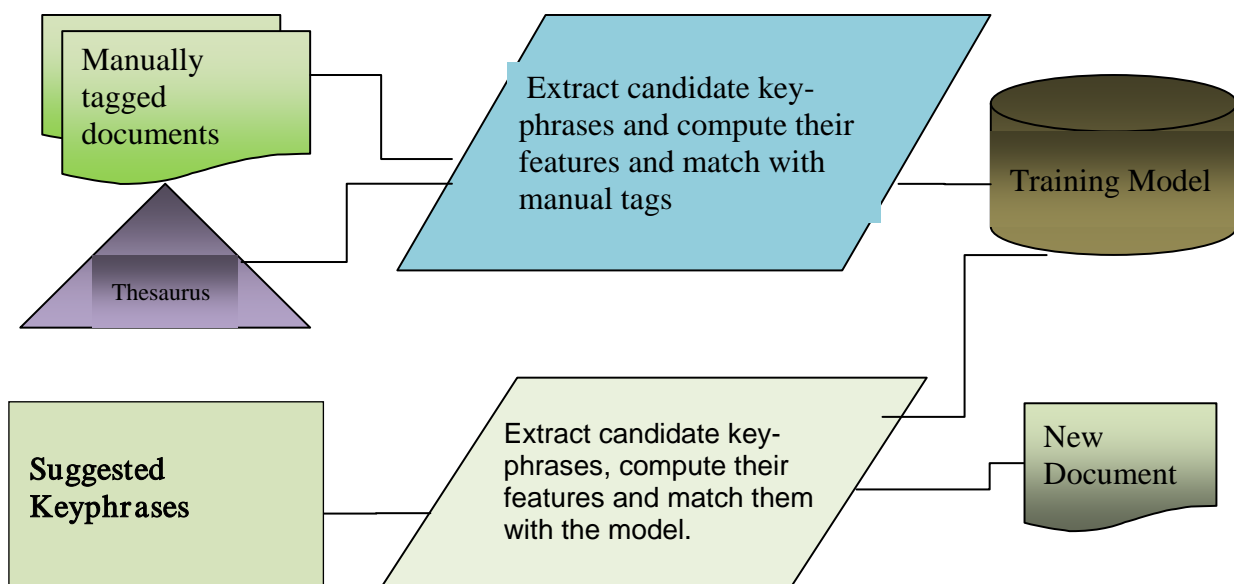 Manually
tagged
documents
Extract candidate key-
phrases and compute their
features and match with
manual tags
Training Model
Thesaurus
Suggested
Keyphrases
Extract candidate key-
phrases, compute their
features and match them
with the model.
New
Document